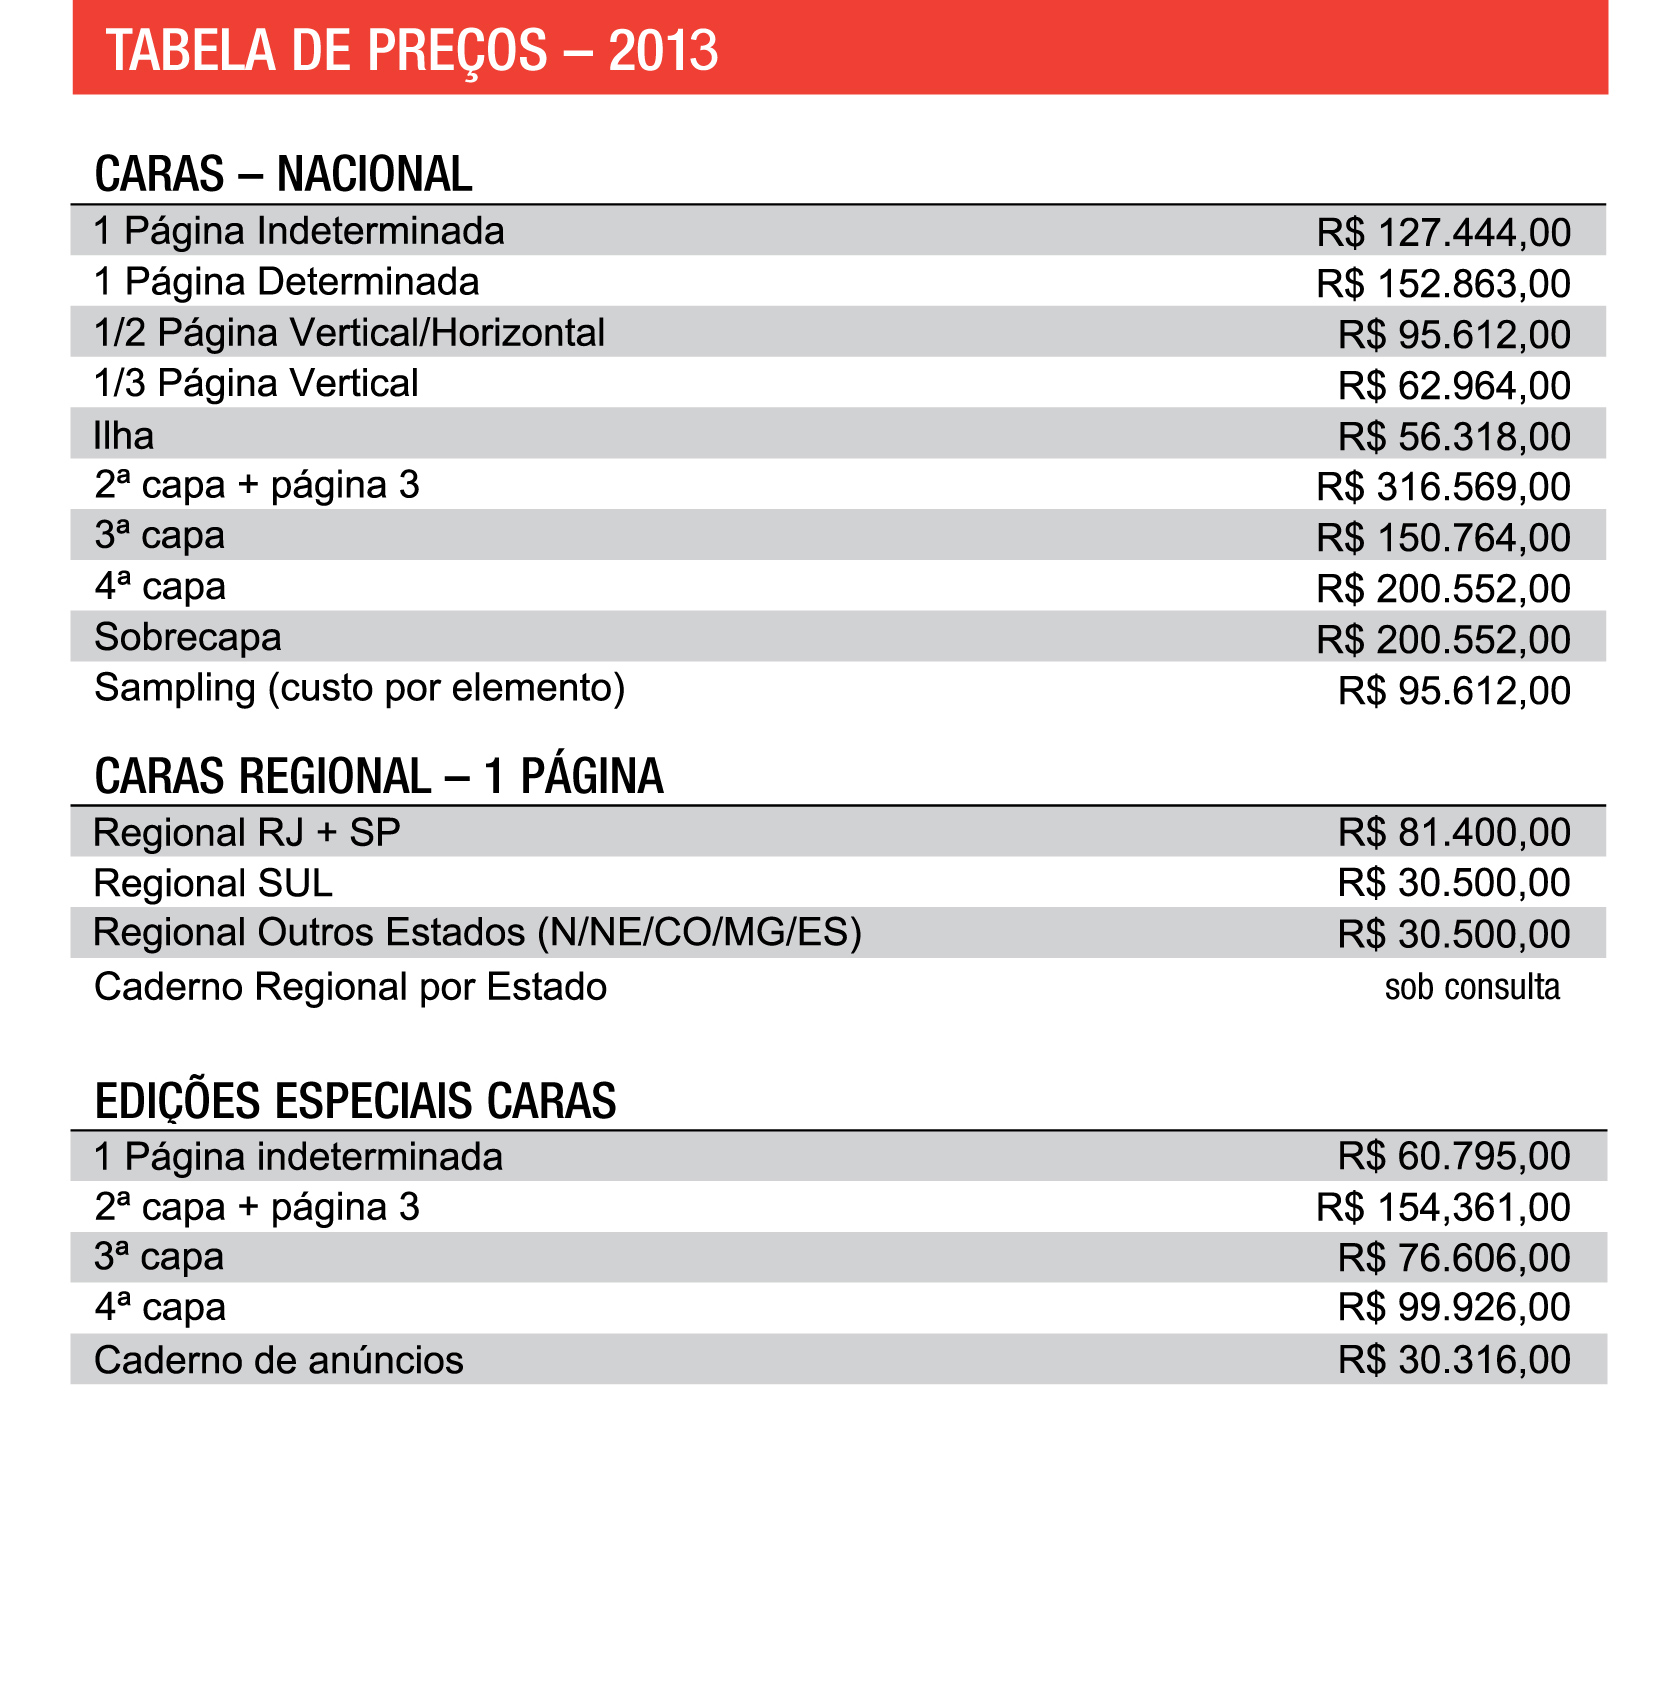 TABELA DE PREÇOS – 2013
CARAS – NACIONAL
1 Página Indeterminada R$ 127.444,00
1 Página Determinada R$ 152.863,00
1/2 Página Vertical/Horizontal R$ 95.612,00
1/3 Página Vertical R$ 62.964,00
Ilha R$ 56.318,00
2ª capa + página 3 R$ 316.569,00
3ª capa R$ 150.764,00
4ª capa R$ 200.552,00
Sobrecapa R$ 200.552,00
Sampling (custo por elemento) R$ 95.612,00
CARAS REGIONAL – 1 PÁGINA
Regional RJ + SP R$ 81.400,00
Regional SUL R$ 30.500,00
Regional Outros Estados (N/NE/CO/MG/ES) R$ 30.500,00
Caderno Regional por Estado sob consulta
EDIÇÕES ESPECIAIS CARAS
1 Página indeterminada R$ 60.795,00
2ª capa + página 3 R$ 154,361,00
3ª capa R$ 76.606,00
4ª capa R$ 99.926,00
Caderno de anúncios R$ 30.316,00